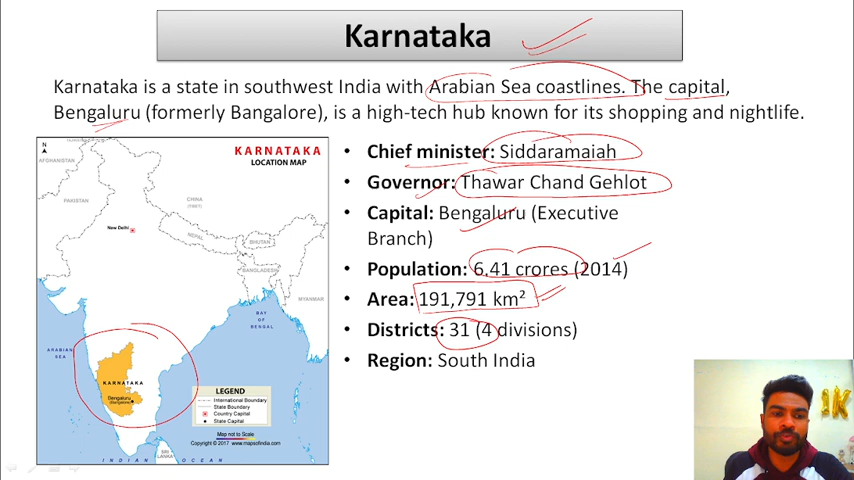 Karnataka
Karnataka is a state in southwest India with Arabian Sea coastlines. The capital,
Bengaluru (formerly Bangalore), is a high-tech hub known for its shopping and nightlife.
N
KARNATAKA
LOCATION MAP
AFGHANISTAN
PAKISTAN
CHINA
(TIBET)
New Delhi
NEPAL
BHUTAN
BANGLADESH
MYANMAR
ARABIAN
SEA
BAY
OF
BENGAL
KARNATAKA
Bengaluru
(Bangalore)
LEGEND
International Boundary
State Boundary
Country Capital
State Capital
Map not to Scale
Copyright © 2017 www.mapsofindia.com
SRI
LANKA
INDIAN OCEAN
• Chief minister: Siddaramaiah
• Governor: Thawar Chand Gehlot
• Capital: Bengaluru (Executive
Branch)
• Population: 6.41 crores (2014)
• Area: 191,791 km²
• Districts: 31 (4 divisions)
• Region: South India
1K